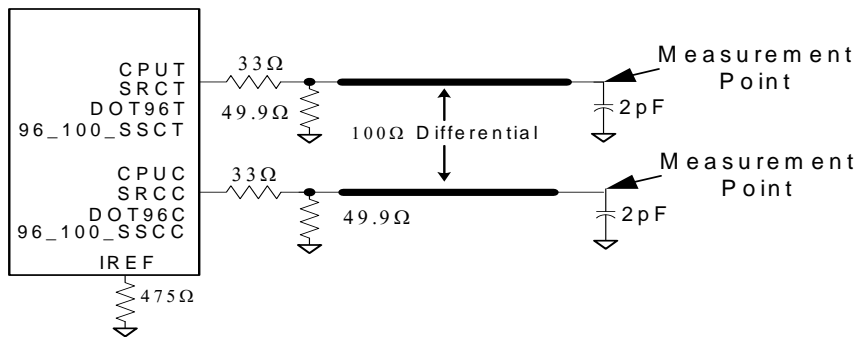 CPUT
SRCT
DOT96T
96_100_SSCT
33Ω
49.9Ω
Measurement
Point
2pF
100Ω Differential
CPUC
SRCC
DOT96C
96_100_SSCC
33Ω
49.9Ω
Measurement
Point
2pF
IREF
475Ω